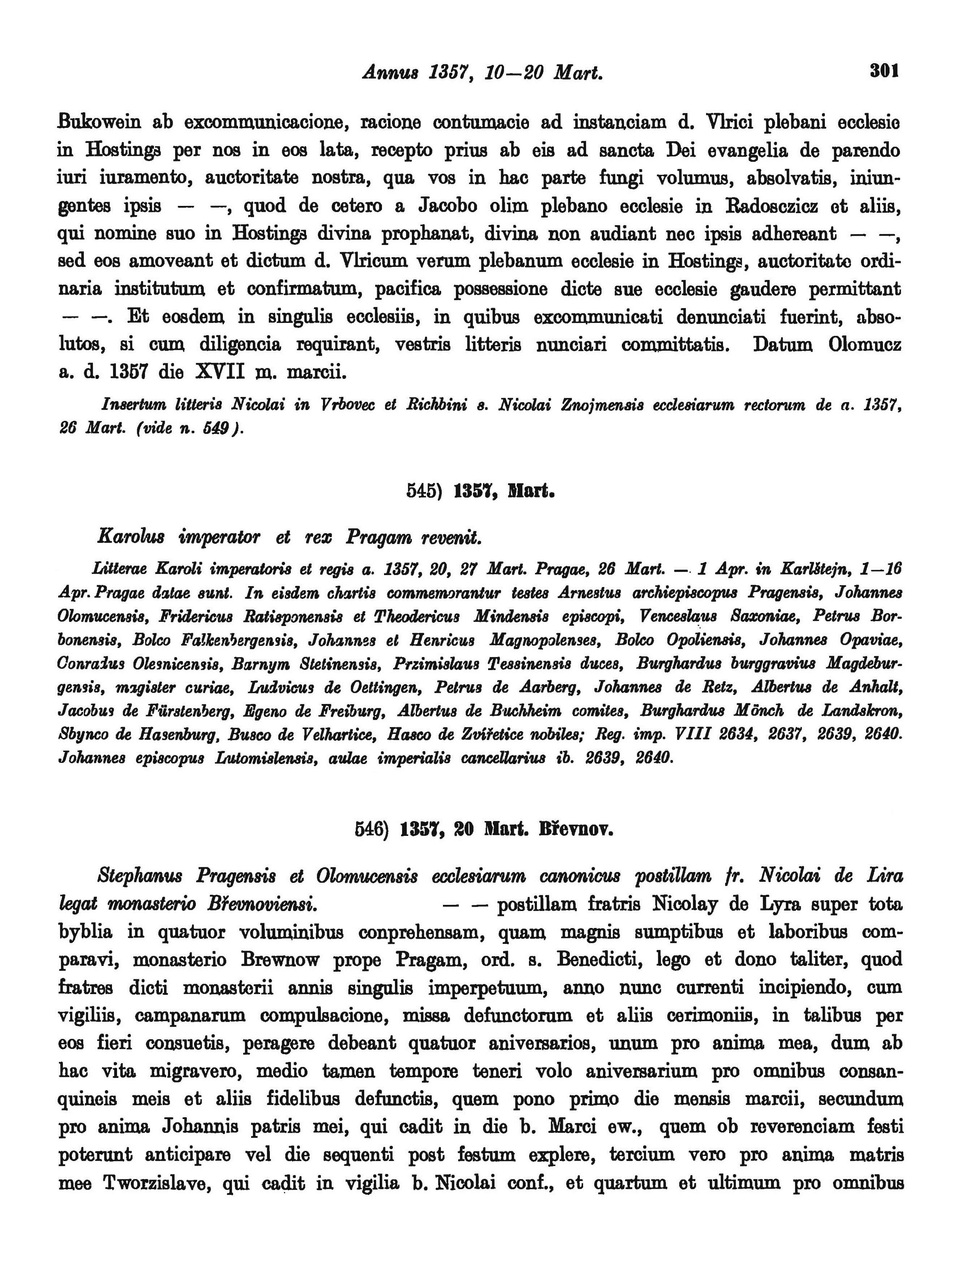 Annus 1357, 10—20 Mart. 301
Bukowein ab excommunicacione, racione contumacie ad instanciam d. Vlrici plebani ecclesie
in Hostings per nos in eos lata, recepto prius ab eis ad sancta Dei evangelia de parendo
iuri iuramento, auctoritate nostra, qua vos in hac parte fungi volumus, absolvatis, iniun-
gentes ipsis — —, quod de cetero a Jacobo olim plebano ecclesie in Radosczicz et aliis,
qui nomine suo in Hostings divina prophanat, divina non audiant nec ipsis adhereant — —,
sed eos amoveant et dictum d. Vlricum verum plebanum ecclesie in Hostings, auctoritate ordi-
naria institutum et confirmatum, pacifica possessione dicte sue ecclesie gaudere permittant
— —. Et eosdem in singulis ecclesiis, in quibus excommunicati denunciati fuerint, abso-
lutos, si cum diligencia requirant, vestris litteris nunciari committatis. Datum Olomucz
a. d. 1357 die XVII m. marcii.
Insertum litteris Nicolai in Vrbovec et Richbini s. Nicolai Znojmensis ecclesiarum rectorum de a. 1357,
26 Mart. (vide n. 549).
545) 1357, Mart.
Karolus imperator et rex Pragam revenit.
Litterae Karoli imperatoris et regis a. 1357, 20, 27 Mart. Pragae, 26 Mart. — 1 Apr. in Karlštejn, 1—16
Apr. Pragae datae sunt. In eisdem chartis commemorantur testes Arnestus archiepiscopus Pragensis, Johannes
Olomucensis, Fridericus Ratisponensis et Theodericus Mindensis episcopi, Venceslaus Saxoniae, Petrus Bor-
bonensis, Bolco Falkenbergensis, Johannes et Henricus Magnopolenses, Bolco Opoliensis, Johannes Opaviae,
Conradus Olesnicensis, Barnym Stetinensis, Przimislaus Tessinensis duces, Burghardus burggravius Magdebur-
gensis, magister curiae, Ludvicus de Oettingen, Petrus de Aarberg, Johannes de Retz, Albertus de Anhalt,
Jacobus de Fürstenberg, Egeno de Freiburg, Albertus de Buchheim comites, Burghardus Mönch de Landskron,
Sbynco de Hasenburg, Busco de Velhartice, Hasco de Zvířetice nobiles; Reg. imp. VIII 2634, 2637, 2639, 2640.
Johannes episcopus Lutomislensis, aulae imperialis cancellarius ib. 2639, 2640.
546) 1357, 20 Mart. Břevnov.
Stephanus Pragensis et Olomucensis ecclesiarum canonicus postillam fr. Nicolai de Lira
legat monasterio Břevnoviensi. — — postillam fratris Nicolay de Lyra super tota
byblia in quatuor voluminibus conprehensam, quam magnis sumptibus et laboribus com-
paravi, monasterio Brewnow prope Pragam, ord. s. Benedicti, lego et dono taliter, quod
fratres dicti monasterii annis singulis imperpetuum, anno nunc currenti incipiendo, cum
vigiliis, campanarum compulsacione, missa defunctorum et aliis cerimoniis, in talibus per
eos fieri consuetis, peragere debeant quatuor aniversarios, unum pro anima mea, dum ab
hac vita migravero, medio tamen tempore teneri volo aniversarium pro omnibus consan-
quineis meis et aliis fidelibus defunctis, quem pono primo die mensis marcii, secundum
pro anima Johannis patris mei, qui cadit in die b. Marci ew., quem ob reverenciam festi
poterunt anticipare vel die sequenti post festum explere, tercium vero pro anima matris
mee Tworzislave, qui cadit in vigilia b. Nicolai conf., et quartum et ultimum pro omnibus